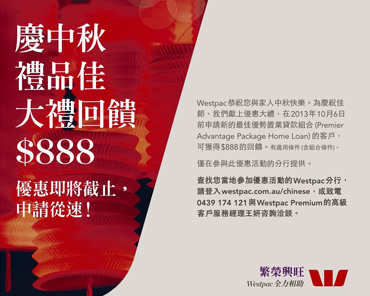 慶中秋
禮品佳
大禮回饋
$888
優惠即將截止，
申請從速！
Westpac恭祝您與家人中秋快樂。為慶祝佳
節，我們獻上優惠大禮，在2013年10月6日
前申請新的最佳優勢置業貸款組合 (Premier
Advantage Package Home Loan) 的客戶，
可獲得$888的回饋。有適用條件 (含組合條件)。
僅在參與此優惠活動的分行提供。
查找您當地參加優惠活動的Westpac分行，
請登入westpac.com.au/chinese，或致電
0439 174 121與Westpac Premium的高級
客戶服務經理王妍咨詢洽談。
繁榮興旺
Westpac 全力相助